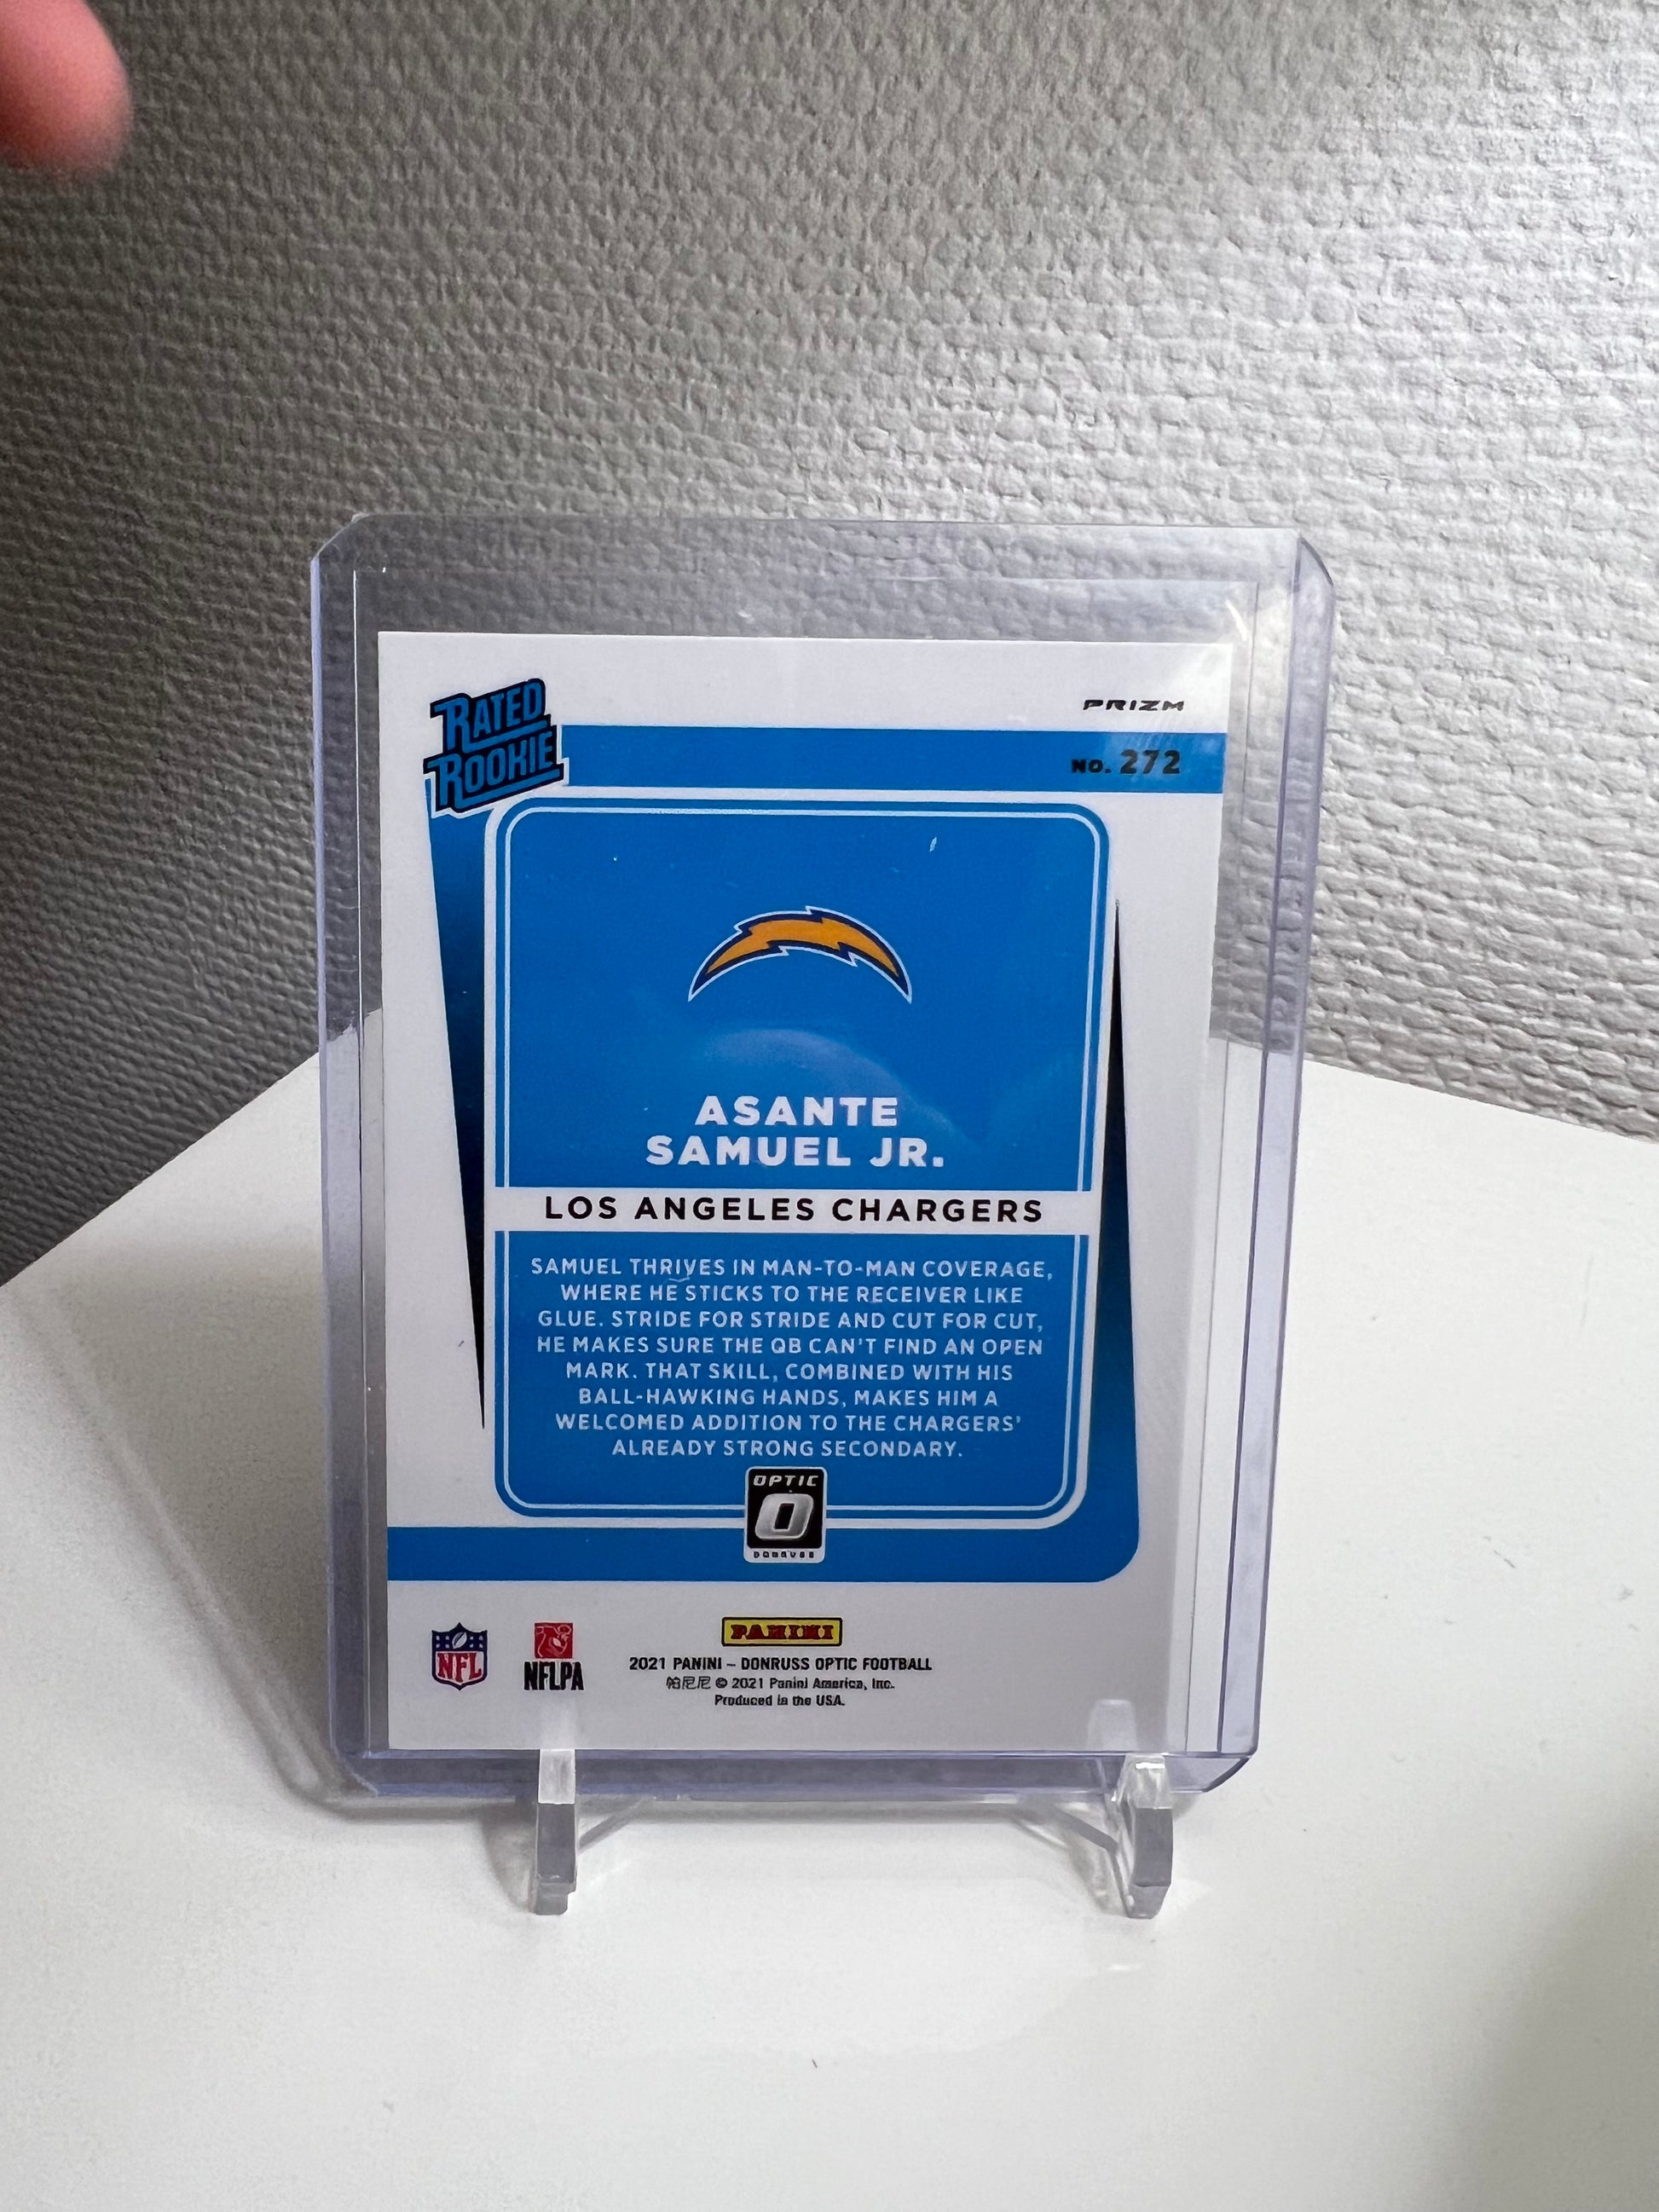 RATED
ROOKIE
PRIZM
NO. 272
ASANTE
SAMUEL JR.
LOS ANGELES CHARGERS
SAMUEL THRIVES IN MAN-TO-MAN COVERAGE,
WHERE HE STICKS TO THE RECEIVER LIKE
GLUE. STRIDE FOR STRIDE AND CUT FOR CUT,
HE MAKES SURE THE QB CAN'T FIND AN OPEN
MARK. THAT SKILL, COMBINED WITH HIS
BALL-HAWKING HANDS, MAKES HIM A
WELCOMED ADDITION TO THE CHARGERS'
ALREADY STRONG SECONDARY.
OPTIC
O
DONRUSS
NFL
NFLPA
PANINI
2021 PANINI – DONRUSS OPTIC FOOTBALL
帕尼尼 © 2021 Panini America, Inc.
Produced in the USA.